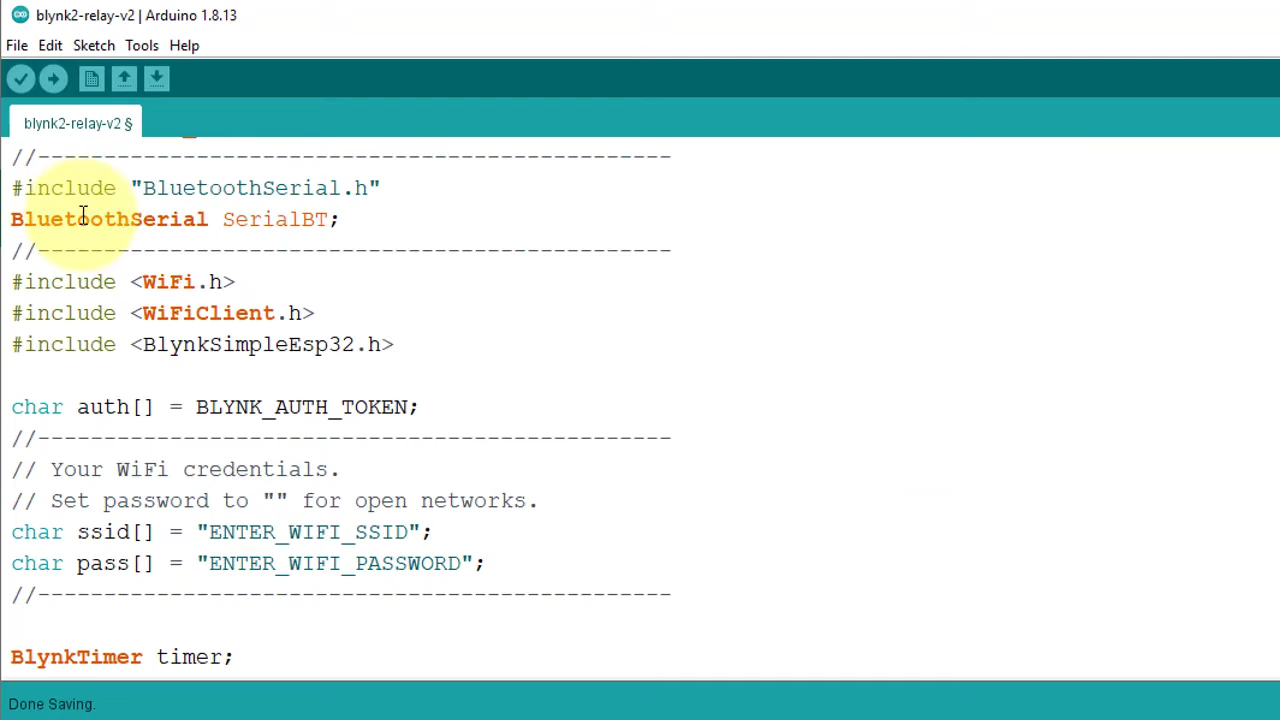 blynk2-relay-v2 | Arduino 1.8.13
File Edit Sketch Tools Help
blynk2-relay-v2 §
//------------------------------------------------
#include "BluetoothSerial.h"
BluetoothSerial SerialBT;
//------------------------------------------------
#include <WiFi.h>
#include <WiFiClient.h>
#include <BlynkSimpleEsp32.h>
char auth[] = BLYNK_AUTH_TOKEN;
//------------------------------------------------
// Your WiFi credentials.
// Set password to "" for open networks.
char ssid[] = "ENTER_WIFI_SSID";
char pass[] = "ENTER_WIFI_PASSWORD";
//------------------------------------------------
BlynkTimer timer;
Done Saving.